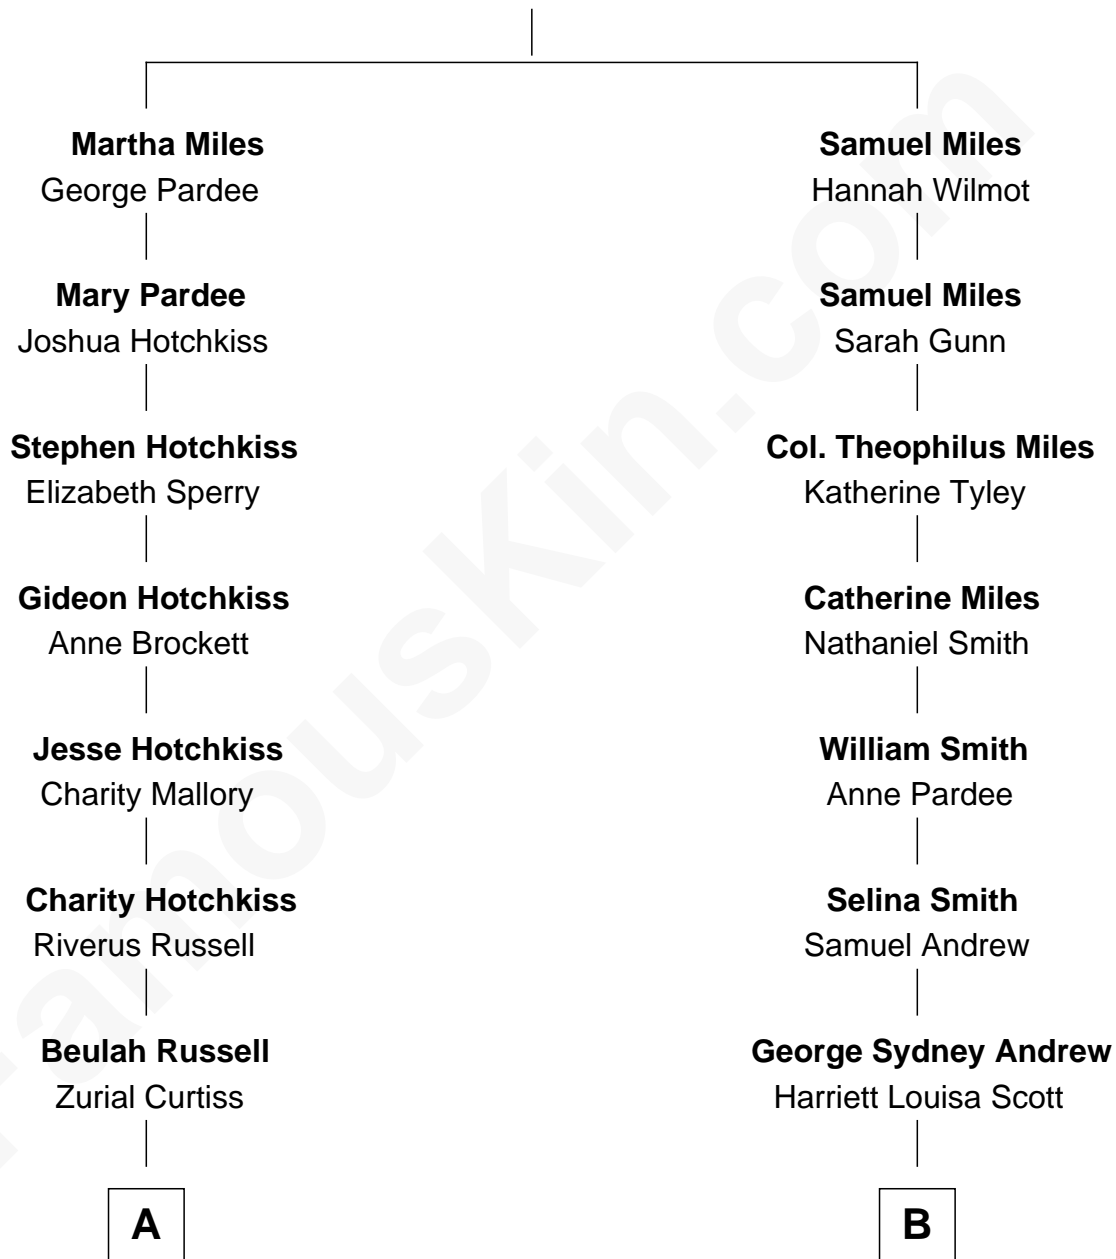 Martha Miles
George Pardee
Samuel Miles
Hannah Wilmot
Mary Pardee
Joshua Hotchkiss
Samuel Miles
Sarah Gunn
Stephen Hotchkiss
Elizabeth Sperry
Col. Theophilus Miles
Katherine Tyley
Gideon Hotchkiss
Anne Brockett
Catherine Miles
Nathaniel Smith
Jesse Hotchkiss
Charity Mallory
William Smith
Anne Pardee
Charity Hotchkiss
Riverus Russell
Selina Smith
Samuel Andrew
Beulah Russell
Zurial Curtiss
George Sydney Andrew
Harriett Louisa Scott
A
B
FamousKin.com